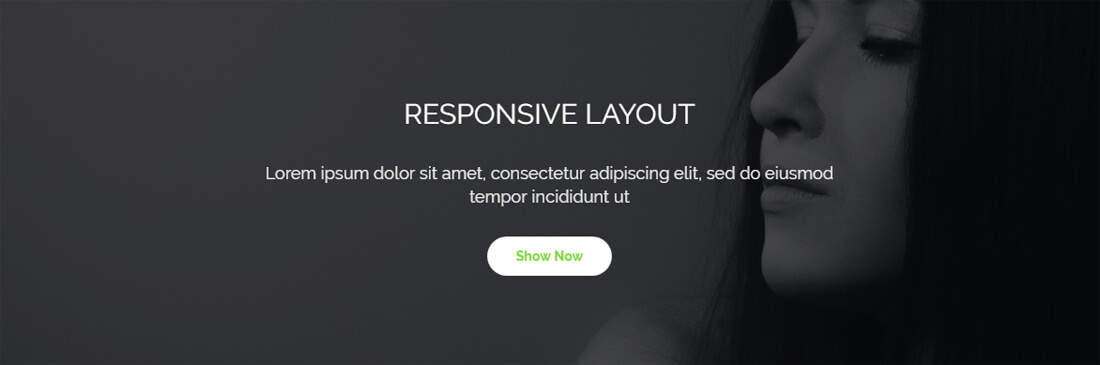 RESPONSIVE LAYOUT
Lorem ipsum dolor sit amet, consectetur adipiscing elit, sed do eiusmod
tempor incididunt ut
Show Now